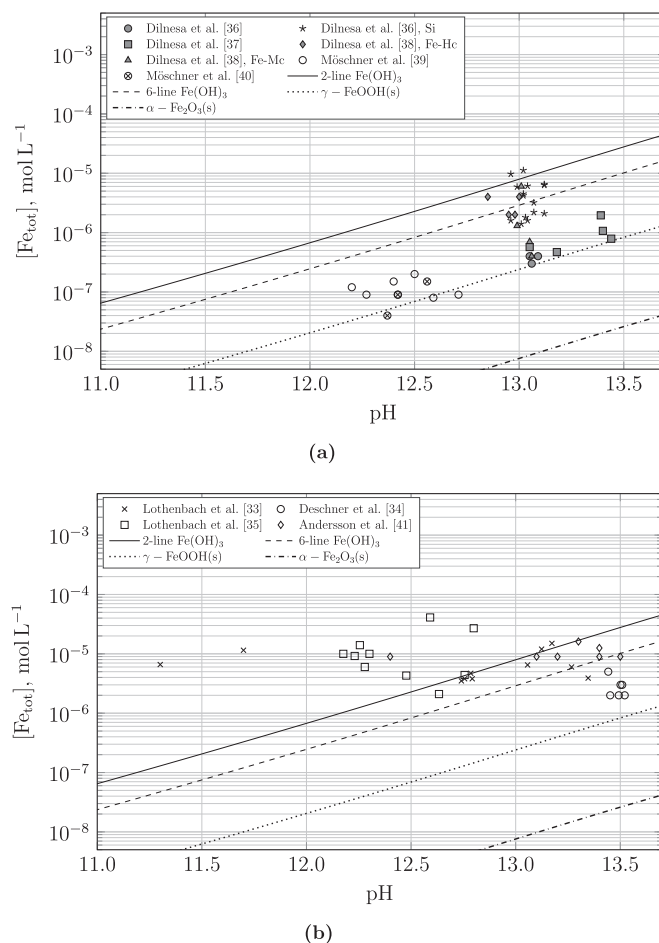 Dilnesa et al. [36]
Dilnesa et al. [36], Si
Dilnesa et al. [37]
Dilnesa et al. [38], Fe-Hc
Dilnesa et al. [38], Fe-Mc
Möschner et al. [39]
Möschner et al. [40]
2-line Fe(OH)₃
6-line Fe(OH)₃
γ − FeOOH(s)
α − Fe₂O₃(s)
[Fe_tot], mol L⁻¹
10⁻³
10⁻⁴
10⁻⁵
10⁻⁶
10⁻⁷
10⁻⁸
11.0 11.5 12.0 12.5 13.0 13.5
pH
(a)
Lothenbach et al. [33]
Deschner et al. [34]
Lothenbach et al. [35]
Andersson et al. [41]
2-line Fe(OH)₃
6-line Fe(OH)₃
γ − FeOOH(s)
α − Fe₂O₃(s)
[Fe_tot], mol L⁻¹
10⁻³
10⁻⁴
10⁻⁵
10⁻⁶
10⁻⁷
10⁻⁸
11.0 11.5 12.0 12.5 13.05 13.5
pH
(b)